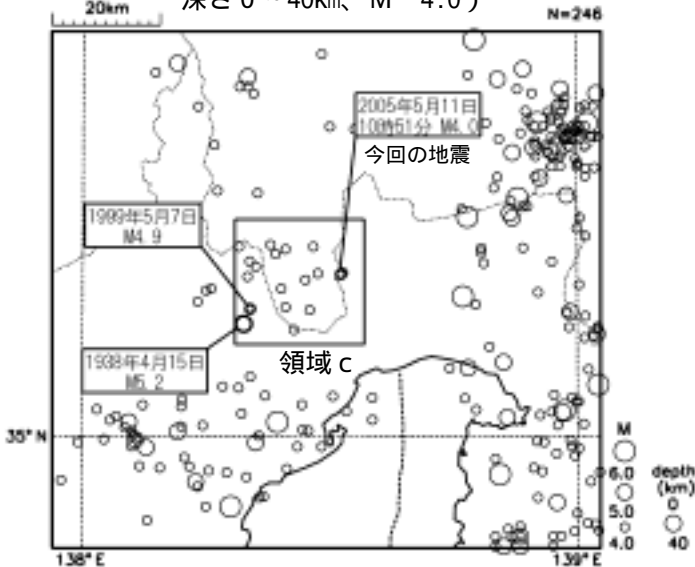 深さ0~40km、M 4.0)
20km
N=246
2005年5月11日
10時51分 M4.0
今回の地震
1999年5月7日
M4.9
1938年4月15日
M5.2
領域c
35°N
M
6.0
5.0
4.0
depth
(km)
0
40
138°E
139°E